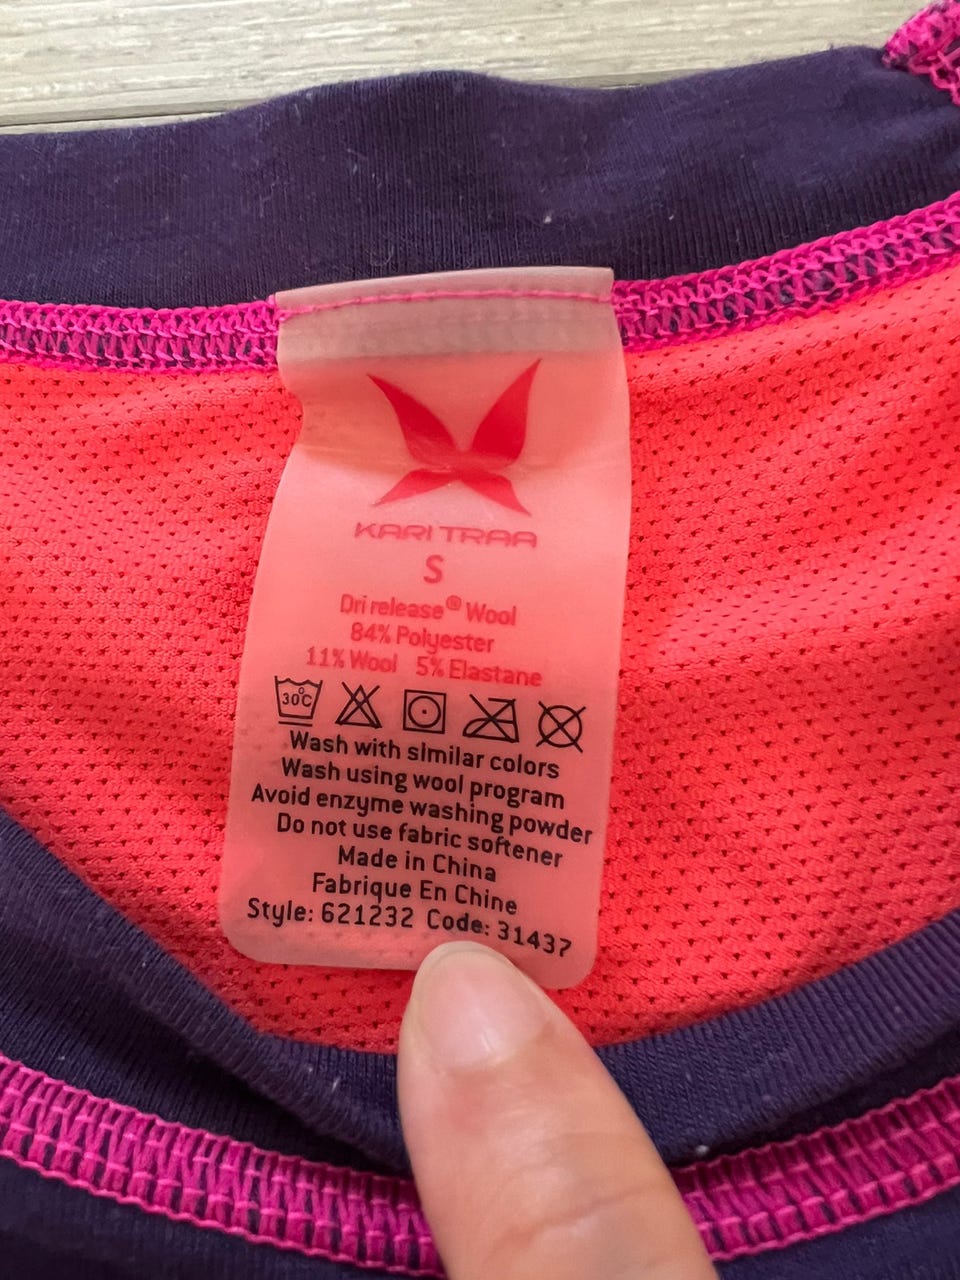 KARI TRAA
S
Dri release® Wool
84% Polyester
11% Wool 5% Elastane
30°C
Wash with similar colors
Wash using wool program
Avoid enzyme washing powder
Do not use fabric softener
Made in China
Fabrique En Chine
Style: 621232 Code: 31437